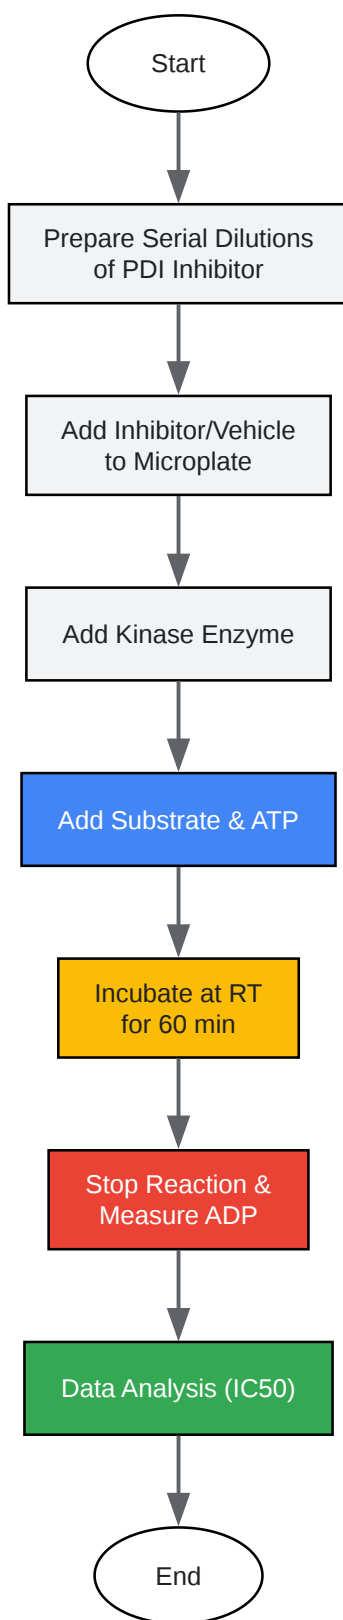 Start
Prepare Serial Dilutions
of PDI Inhibitor
Add Inhibitor/Vehicle
to Microplate
Add Kinase Enzyme
Add Substrate & ATP
Incubate at RT
for 60 min
Stop Reaction &
Measure ADP
Data Analysis (IC50)
End